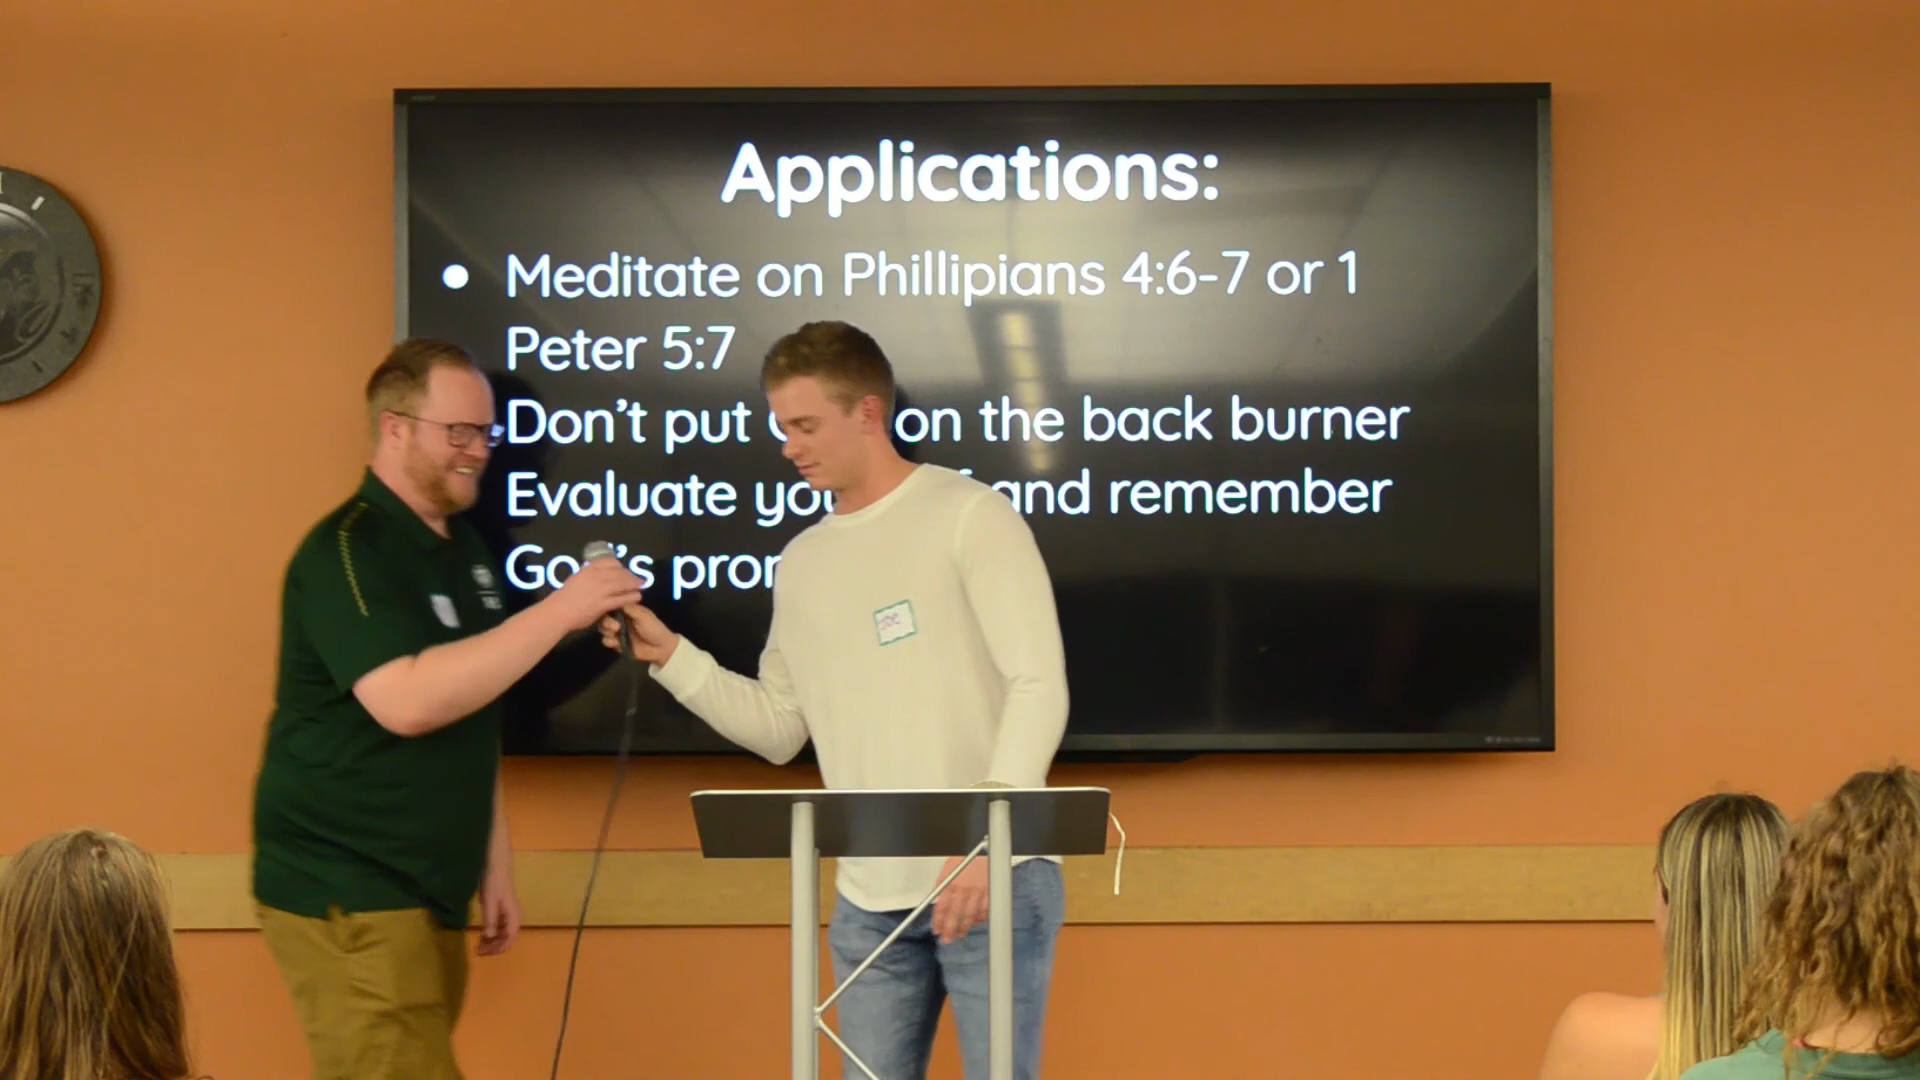 Applications:
• Meditate on Phillipians 4:6-7 or 1
Peter 5:7
Don't put on the back burner
Evaluate and remember
God's